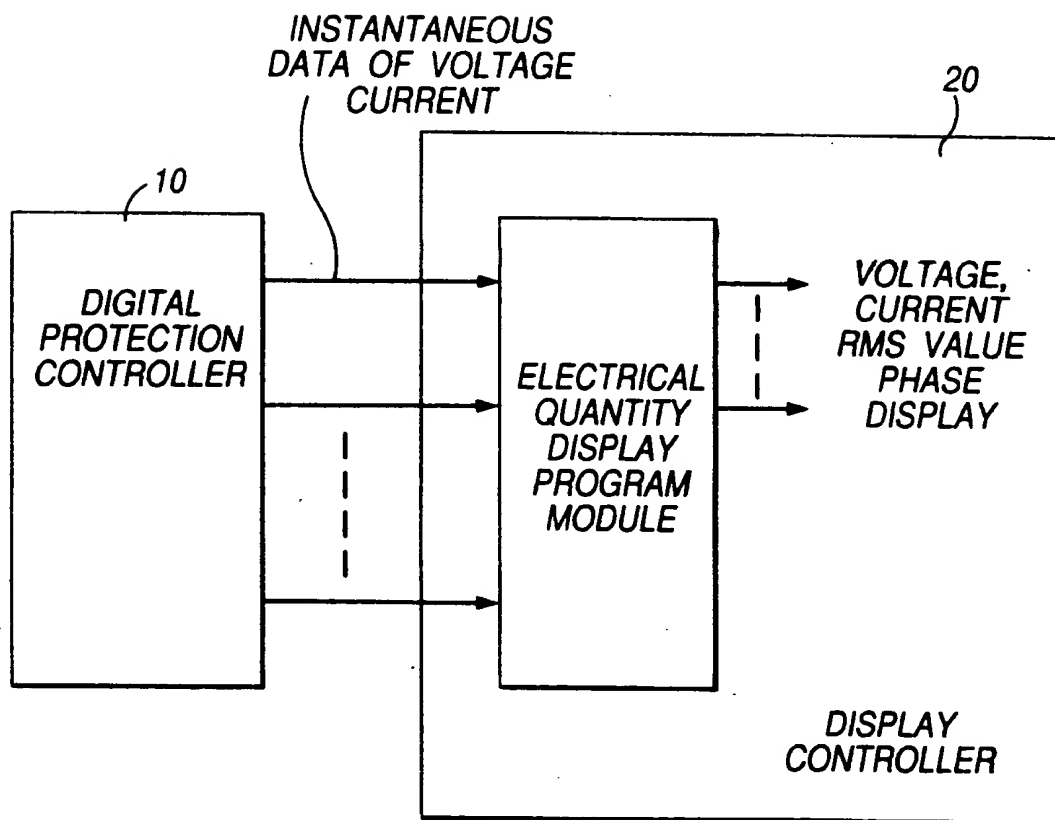 INSTANTANEOUS
DATA OF VOLTAGE
CURRENT
20
10
DIGITAL
PROTECTION
CONTROLLER
ELECTRICAL
QUANTITY
DISPLAY
PROGRAM
MODULE
VOLTAGE,
CURRENT
RMS VALUE
PHASE
DISPLAY
DISPLAY
CONTROLLER